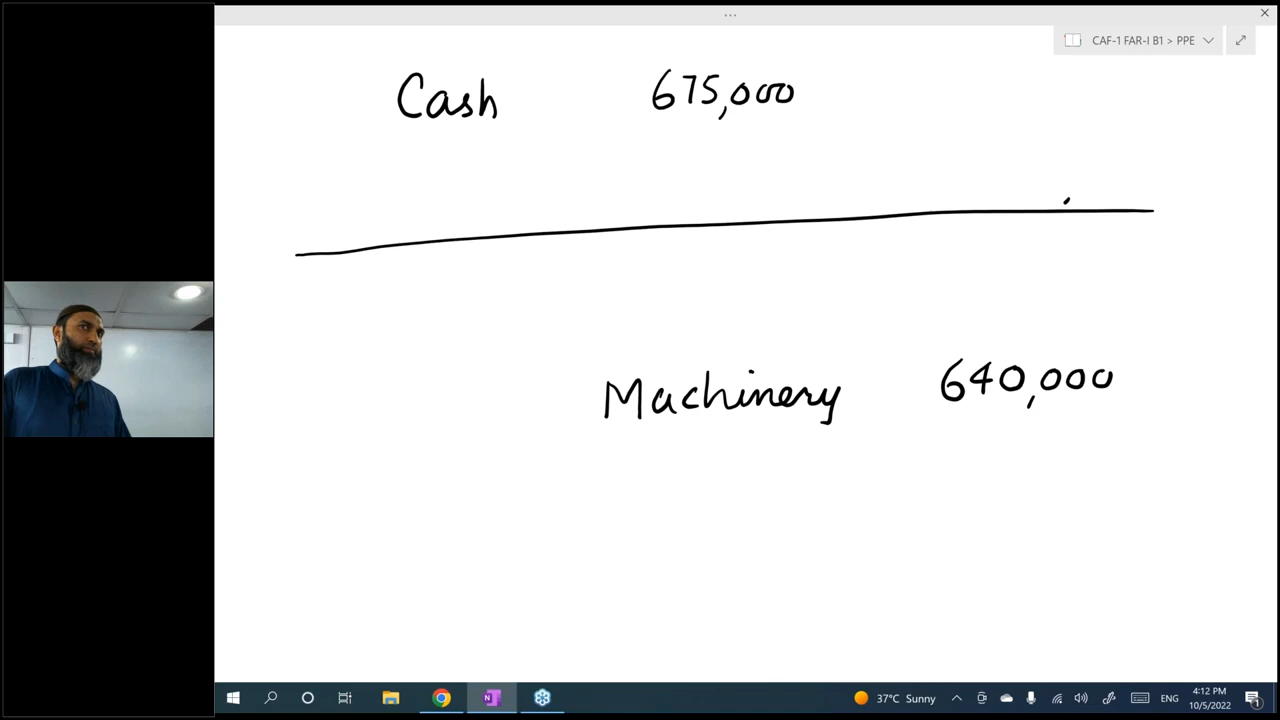 CAF-1 FAR-I B1 > PPE
Cash 675,000
Machinery 640,000
37°C Sunny
ENG
4:12 PM
10/5/2022
1